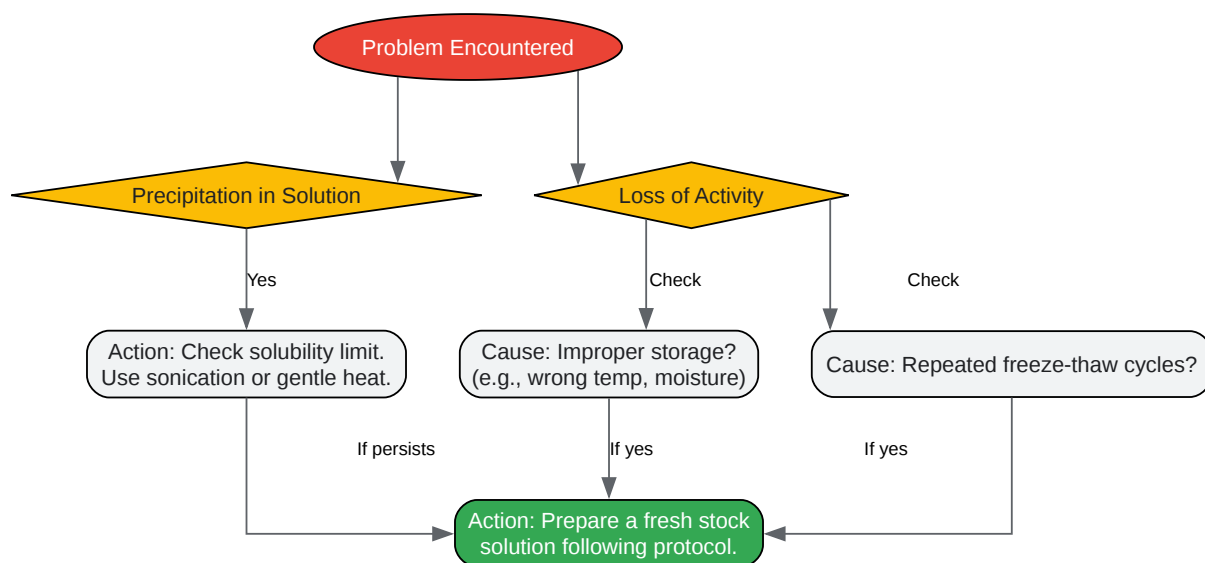 Problem Encountered
Precipitation in Solution
Loss of Activity
Yes
Check
Check
Action: Check solubility limit.
Use sonication or gentle heat.
Cause: Improper storage?
(e.g., wrong temp, moisture)
Cause: Repeated freeze-thaw cycles?
If persists
If yes
If yes
Action: Prepare a fresh stock
solution following protocol.